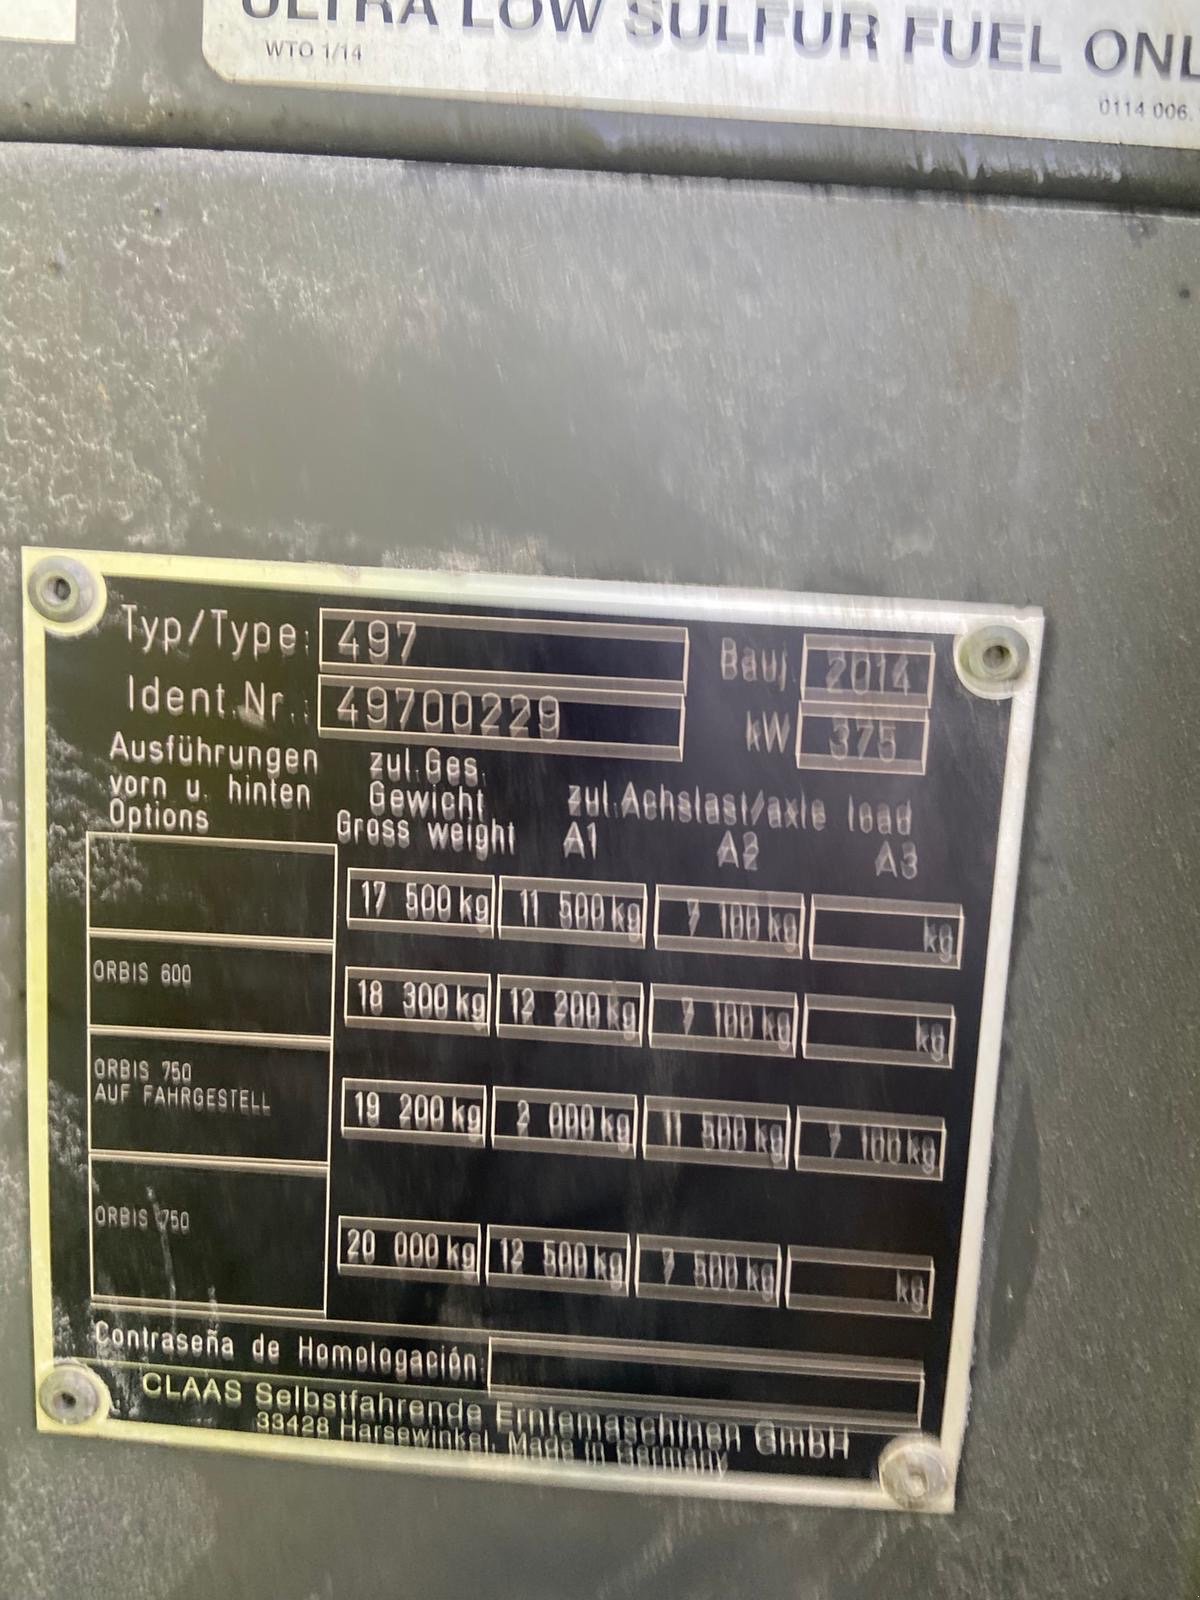 ULTRA LOW SULFUR FUEL ONL
WTO 1/14
0114 006.
Typ/Type: 497 Bauj. 2014
Ident.Nr.: 49700229 kW 375
Ausführungen vorn u. hinten Options
zul.Ges. Gewicht Gross weight
zul.Achslast/axle load
A1 A2 A3
17 500 kg 11 500 kg 7 100 kg kg
ORBIS 600 18 300 kg 12 200 kg 7 100 kg kg
ORBIS 750
AUF FAHRGESTELL 19 200 kg 2 000 kg 11 500 kg 7 100 kg
ORBIS 750 20 000 kg 12 500 kg 7 500 kg kg
Contraseña de Homologación:
CLAAS Selbstfahrende Erntemaschinen GmbH
33428 Harsewinkel, Made in Germany